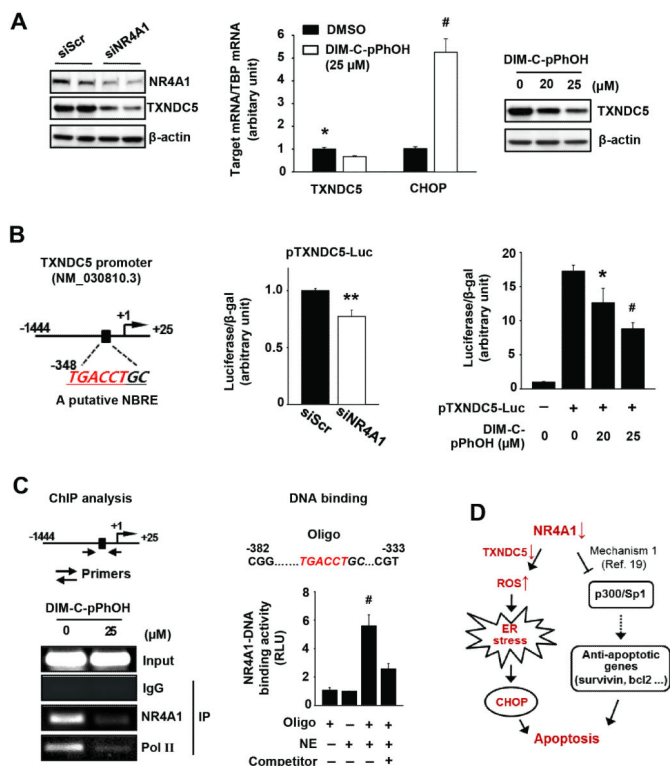 A
siScr
siNR4A1
NR4A1
TXNDC5
β-actin
Target mRNA/TBP mRNA
(arbitary unit)
6
5
4
3
2
1
0
DMSO
DIM-C-pPhOH
(25 μM)
*
#
TXNDC5
CHOP
DIM-C-pPhOH
0 20 25 (μM)
TXNDC5
β-actin
B
TXNDC5 promoter
(NM_030810.3)
-1444
+1
+25
-348
TGACCTGC
A putative NBRE
pTXNDC5-Luc
Luciferase/β-gal
(arbitrary unit)
1.0
0.5
0.0
**
siScr
siNR4A1
Luciferase/β-gal
(arbitrary unit)
20
15
10
5
0
*
#
pTXNDC5-Luc – + + +
DIM-C-
pPhOH (μM) 0 0 20 25
C
ChIP analysis
-1444
+1
+25
Primers
DIM-C-pPhOH
0 25 (μM)
Input
IgG
NR4A1
IP
Pol II
DNA binding
Oligo
-382
-333
CGG.......TGACCTGC...CGT
NR4A1-DNA
binding activity
(RLU)
8
6
4
2
0
#
Oligo + – + +
NE – + + +
Competitor – – – +
D
NR4A1↓
TXNDC5↓
Mechanism 1
(Ref. 19)
ROS↑
p300/Sp1
ER
stress
Anti-apoptotic
genes
(survivin, bcl2 ...)
CHOP
Apoptosis